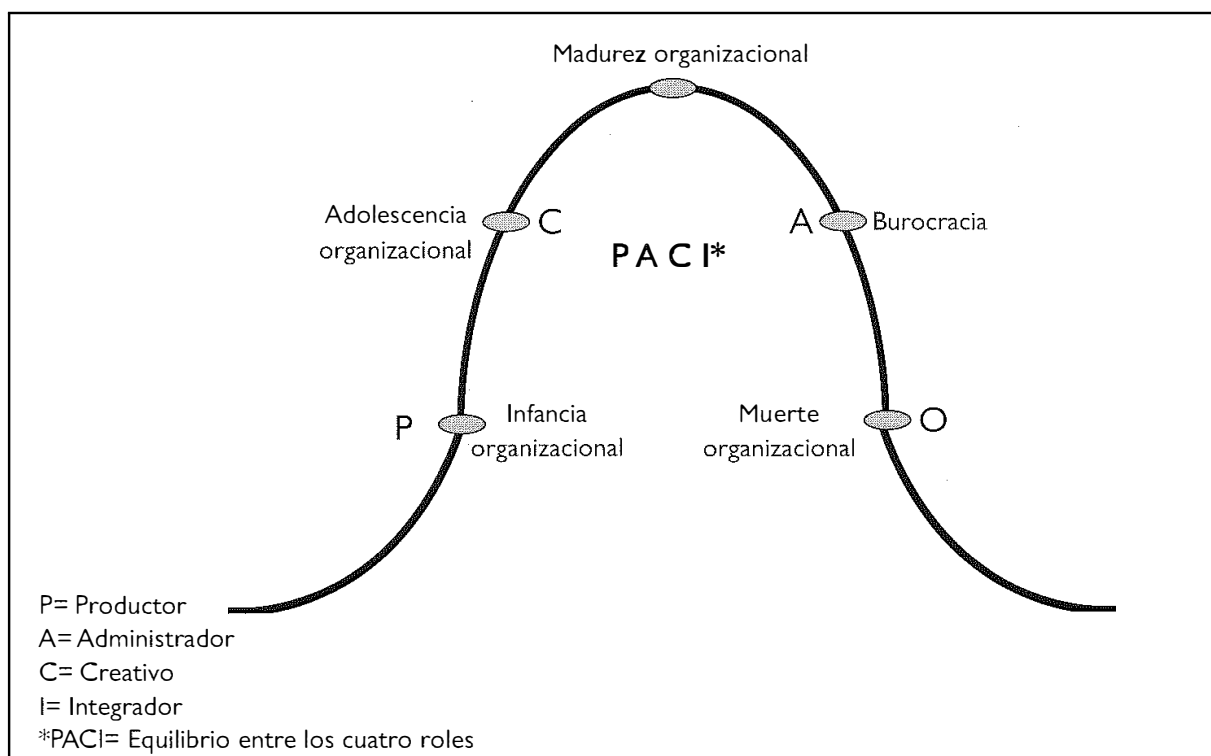 Madurez organizacional
Adolescencia
organizacional
C
A
Burocracia
P A C I*
P
Infancia
organizacional
Muerte
organizacional
O
P= Productor
A= Administrador
C= Creativo
I= Integrador
*PACI= Equilibrio entre los cuatro roles